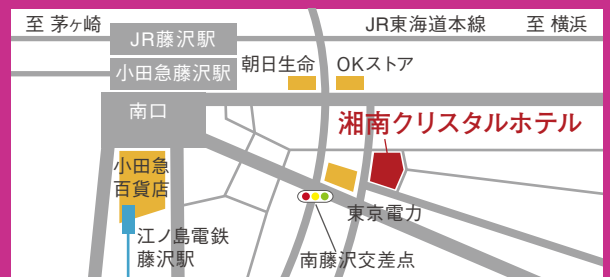 至 茅ヶ崎
JR藤沢駅
JR東海道本線
至 横浜
小田急藤沢駅
朝日生命
OKストア
南口
湘南クリスタルホテル
小田急
百貨店
東京電力
江ノ島電鉄
藤沢駅
南藤沢交差点